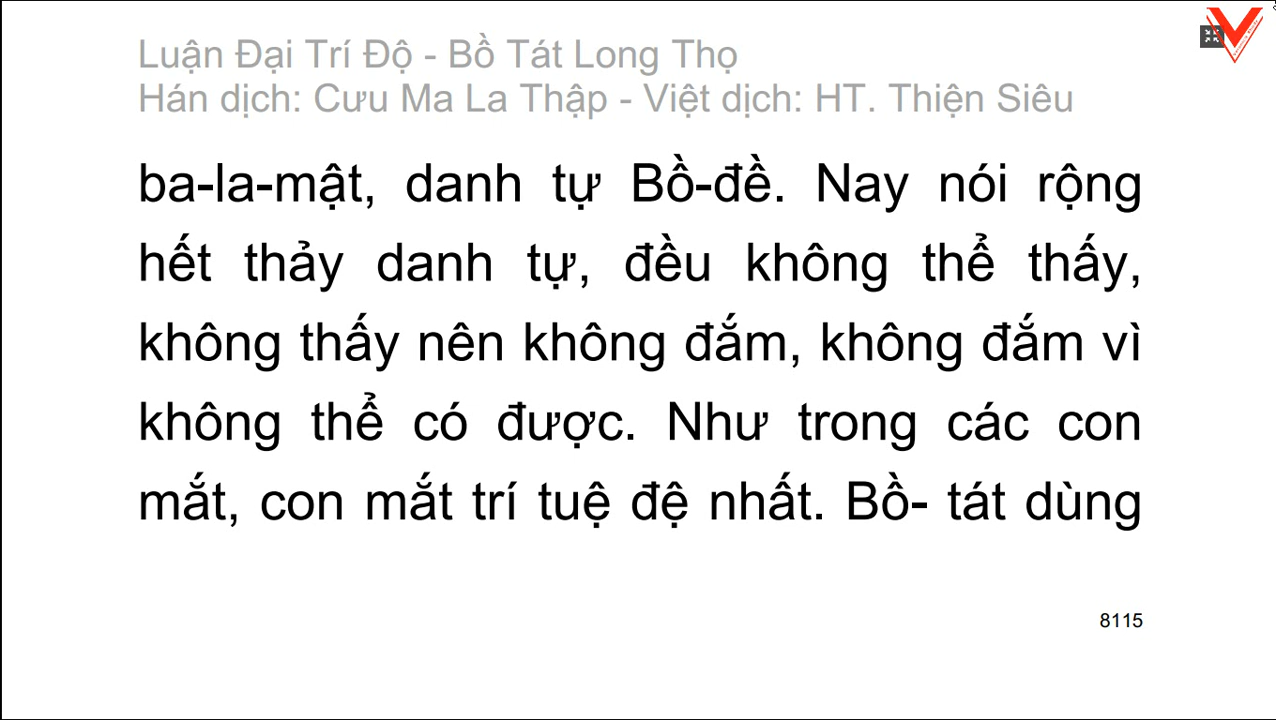 Luận Đại Trí Độ - Bồ Tát Long Thọ
Hán dịch: Cưu Ma La Thập - Việt dịch: HT. Thiện Siêu
ba-la-mật, danh tự Bồ-đề. Nay nói rộng
hết thảy danh tự, đều không thể thấy,
không thấy nên không đắm, không đắm vì
không thể có được. Như trong các con
mắt, con mắt trí tuệ đệ nhất. Bồ- tát dùng
8115